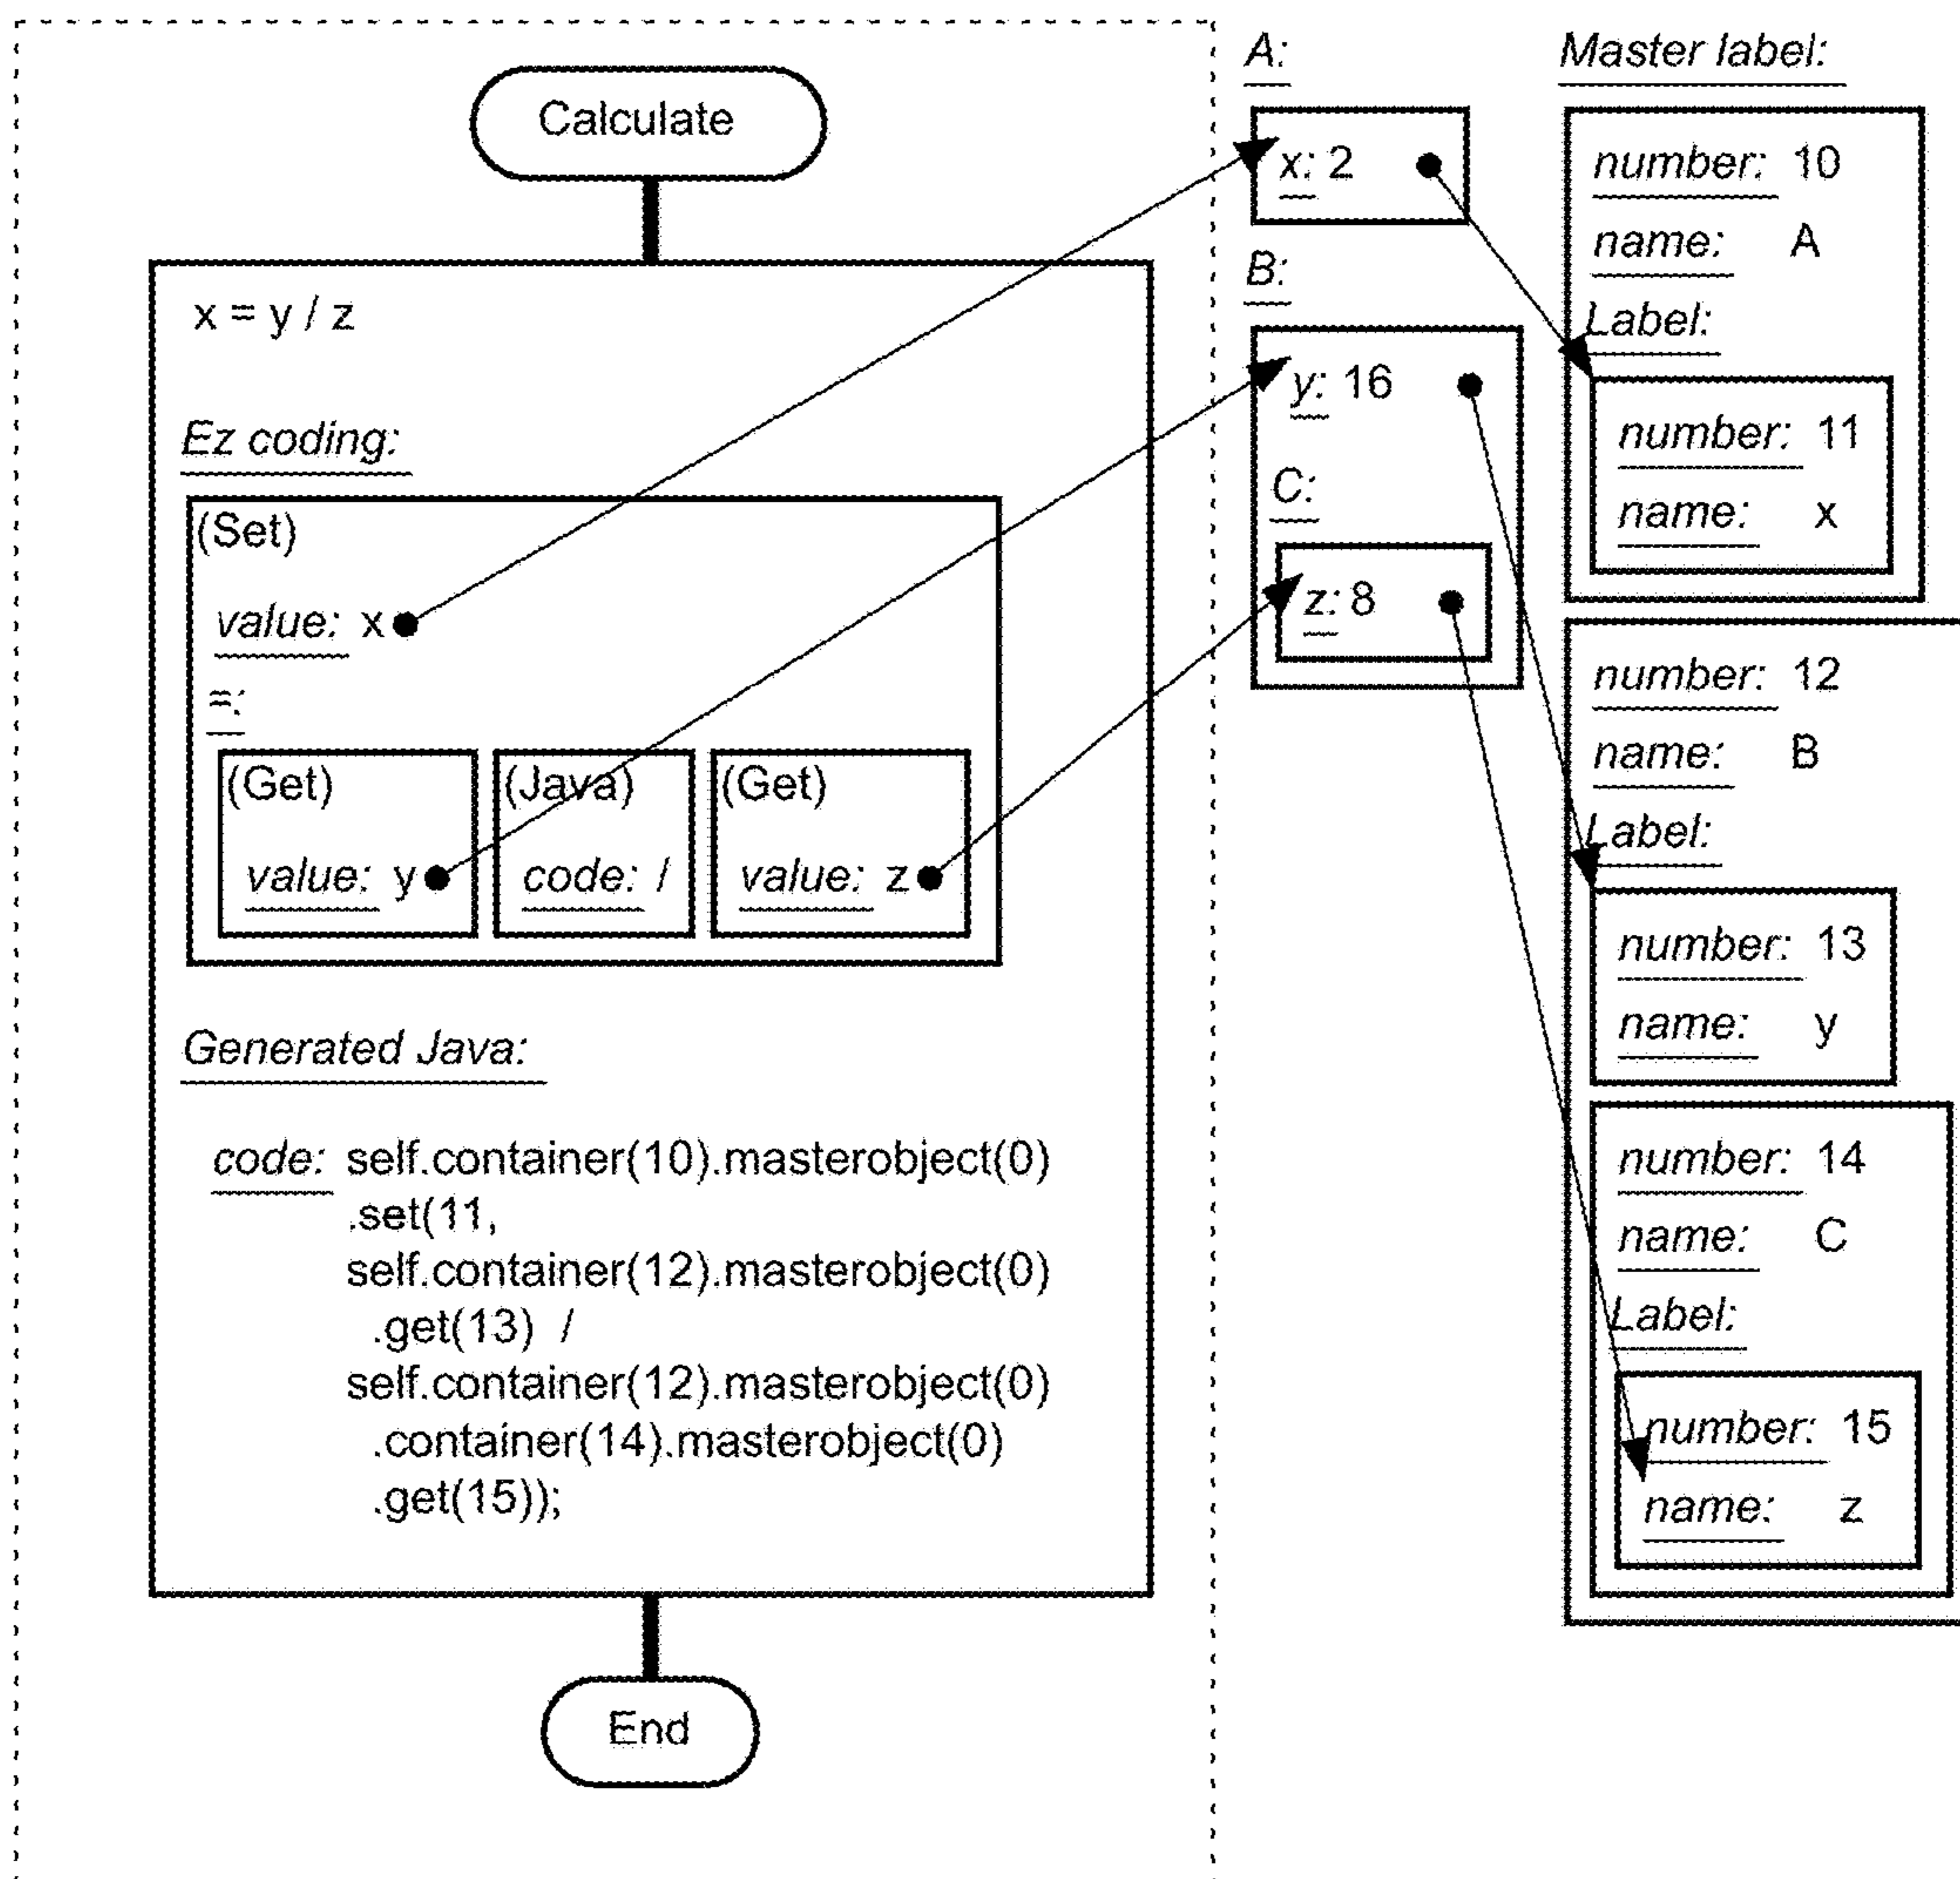 Calculate
x = y / z
Ez coding:
(Set)
value: x
=:
(Get)
value: y
(Java)
code: /
(Get)
value: z
Generated Java:
code: self.container(10).masterobject(0)
.set(11,
self.container(12).masterobject(0)
.get(13) /
self.container(12).masterobject(0)
.container(14).masterobject(0)
.get(15));
End
A:
x: 2
B:
y: 16
C:
z: 8
Master label:
number: 10
name: A
Label:
number: 11
name: x
number: 12
name: B
Label:
number: 13
name: y
number: 14
name: C
Label:
number: 15
name: z